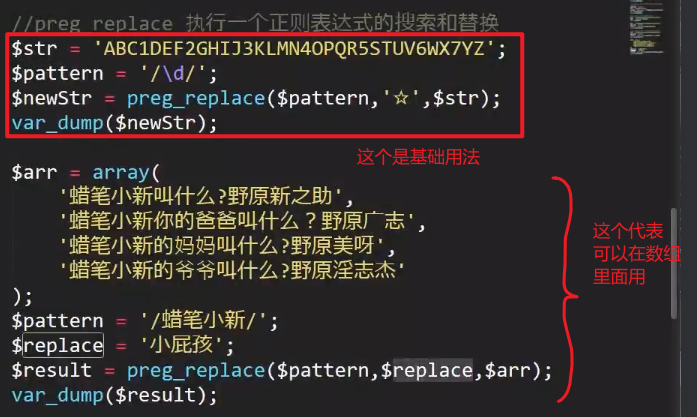 //preg replace 执行一个正则表达式的搜索和替换
$str = 'ABC1DEF2GHIJ3KLMN4OPQR5STUV6WX7YZ';
$pattern = '/\d/';
$newStr = preg_replace($pattern,'☆',$str);
var_dump($newStr);
这个是基础用法
$arr = array(
'蜡笔小新叫什么?野原新之助',
'蜡笔小新你的爸爸叫什么？野原广志',
'蜡笔小新的妈妈叫什么?野原美呀',
'蜡笔小新的爷爷叫什么?野原淫志杰'
);
$pattern = '/蜡笔小新/';
$replace = '小屁孩';
$result = preg_replace($pattern,$replace,$arr);
var_dump($result);
这个代表
可以在数组
里面用